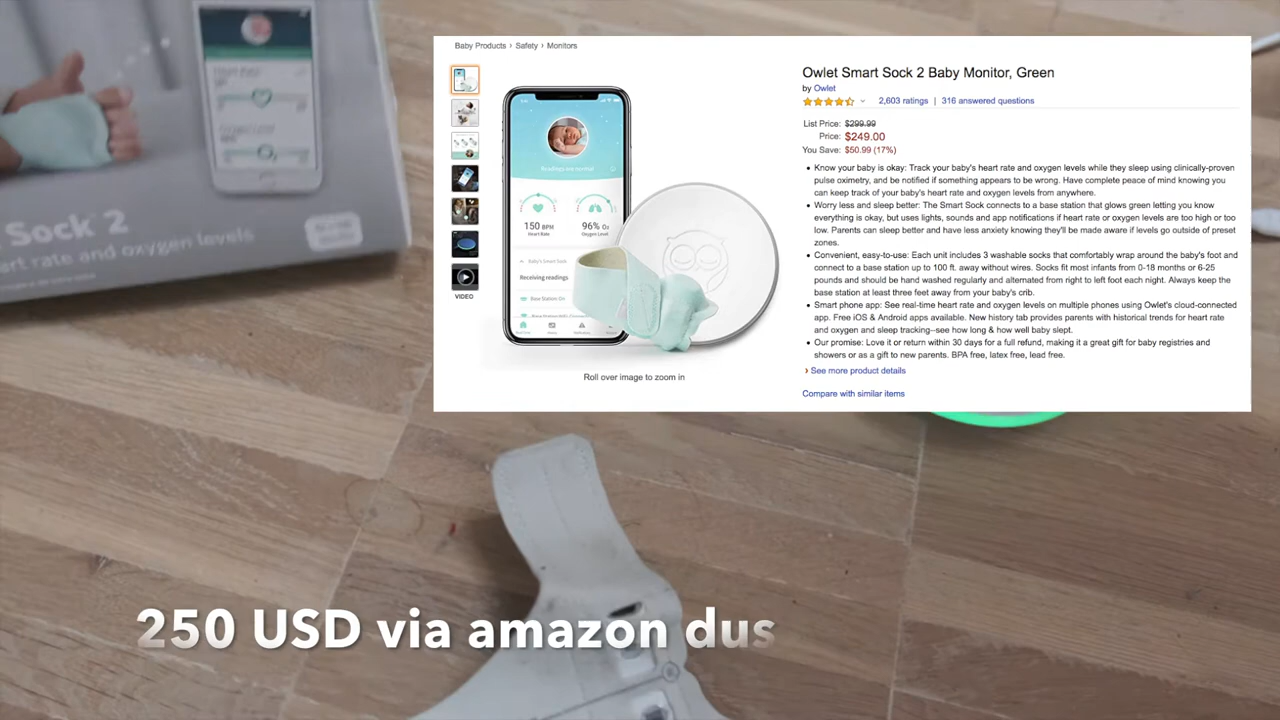 Sock 2
rt rate and oxygen levels
Baby Products › Safety › Monitors
VIDEO
Readings are normal
150 BPM
Heart Rate
96% O₂
Oxygen Level
Baby's Smart Sock
Receiving readings
Base Station On
Roll over image to zoom in
Owlet Smart Sock 2 Baby Monitor, Green
by Owlet
2,603 ratings | 316 answered questions
List Price: $299.99
Price: $249.00
You Save: $50.99 (17%)
• Know your baby is okay: Track your baby's heart rate and oxygen levels while they sleep using clinically-proven
pulse oximetry, and be notified if something appears to be wrong. Have complete peace of mind knowing you
can keep track of your baby's heart rate and oxygen levels from anywhere.
• Worry less and sleep better: The Smart Sock connects to a base station that glows green letting you know
everything is okay, but uses lights, sounds and app notifications if heart rate or oxygen levels are too high or too
low. Parents can sleep better and have less anxiety knowing they'll be made aware if levels go outside of preset
zones.
• Convenient, easy-to-use: Each unit includes 3 washable socks that comfortably wrap around the baby's foot and
connect to a base station up to 100 ft. away without wires. Socks fit most infants from 0-18 months or 6-25
pounds and should be hand washed regularly and alternated from right to left foot each night. Always keep the
base station at least three feet away from your baby's crib.
• Smart phone app: See real-time heart rate and oxygen levels on multiple phones using Owlet's cloud-connected
app. Free iOS & Android apps available. New history tab provides parents with historical trends for heart rate
and oxygen and sleep tracking--see how long & how well baby slept.
• Our promise: Love it or return within 30 days for a full refund, making it a great gift for baby registries and
showers or as a gift to new parents. BPA free, latex free, lead free.
› See more product details
Compare with similar items
250 USD via amazon dus